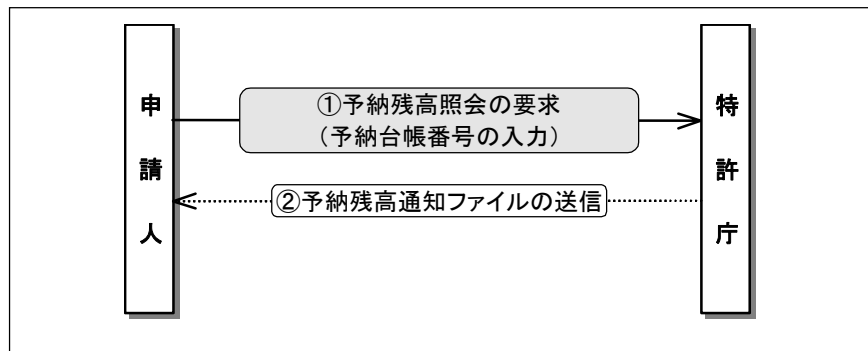 申請人
①予納残高照会の要求
（予納台帳番号の入力）
②予納残高通知ファイルの送信
特許庁